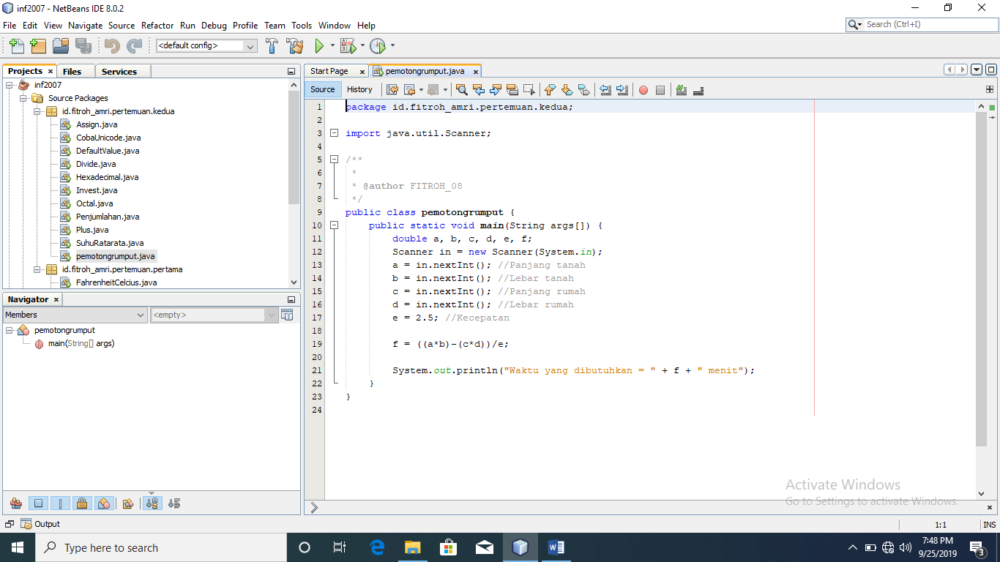 inf2007 - NetBeans IDE 8.0.2
File Edit View Navigate Source Refactor Run Debug Profile Team Tools Window Help
Search (Ctrl+I)
<default config>
Projects Files Services
inf2007
Source Packages
id.fitroh_amri.pertemuan.kedua
Assign.java
CobaUnicode.java
DefaultValue.java
Divide.java
Hexadecimal.java
Invest.java
Octal.java
Penjumlahan.java
Plus.java
SuhuRatarata.java
pemotongrumput.java
id.fitroh_amri.pertemuan.pertama
FahrenheitCelcius.java
Navigator
Members <empty>
pemotongrumput
main(String[] args)
Start Page pemotongrumput.java
Source History
1 package id.fitroh_amri.pertemuan.kedua;
2
3 import java.util.Scanner;
4
5 /**
6 *
7 * @author FITROH_08
8 */
9 public class pemotongrumput {
10 public static void main(String args[]) {
11 double a, b, c, d, e, f;
12 Scanner in = new Scanner(System.in);
13 a = in.nextInt(); //Panjang tanah
14 b = in.nextInt(); //Lebar tanah
15 c = in.nextInt(); //Panjang rumah
16 d = in.nextInt(); //Lebar rumah
17 e = 2.5; //Kecepatan
18
19 f = ((a*b)-(c*d))/e;
20
21 System.out.println("Waktu yang dibutuhkan = " + f + " menit");
22 }
23 }
24
Activate Windows
Go to Settings to activate Windows.
Output
1:1 INS
Type here to search
7:48 PM
9/25/2019
3